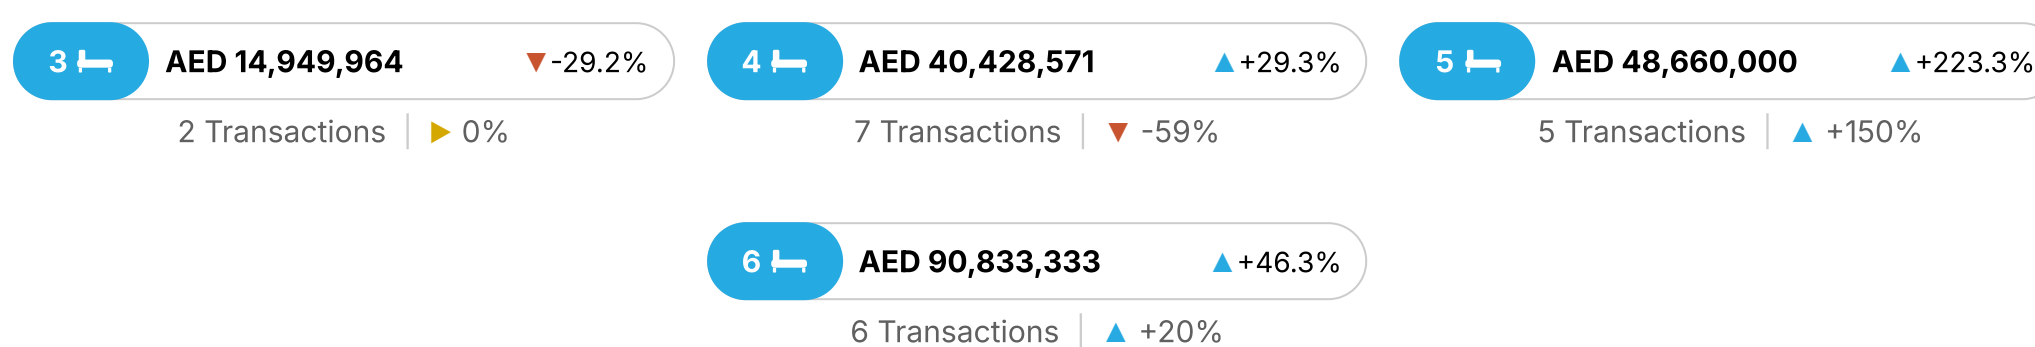 3 AED 14,949,964 ▼-29.2%
2 Transactions | ▶ 0%
4 AED 40,428,571 ▲+29.3%
7 Transactions | ▼ -59%
5 AED 48,660,000 ▲+223.3%
5 Transactions | ▲ +150%
6 AED 90,833,333 ▲+46.3%
6 Transactions | ▲ +20%